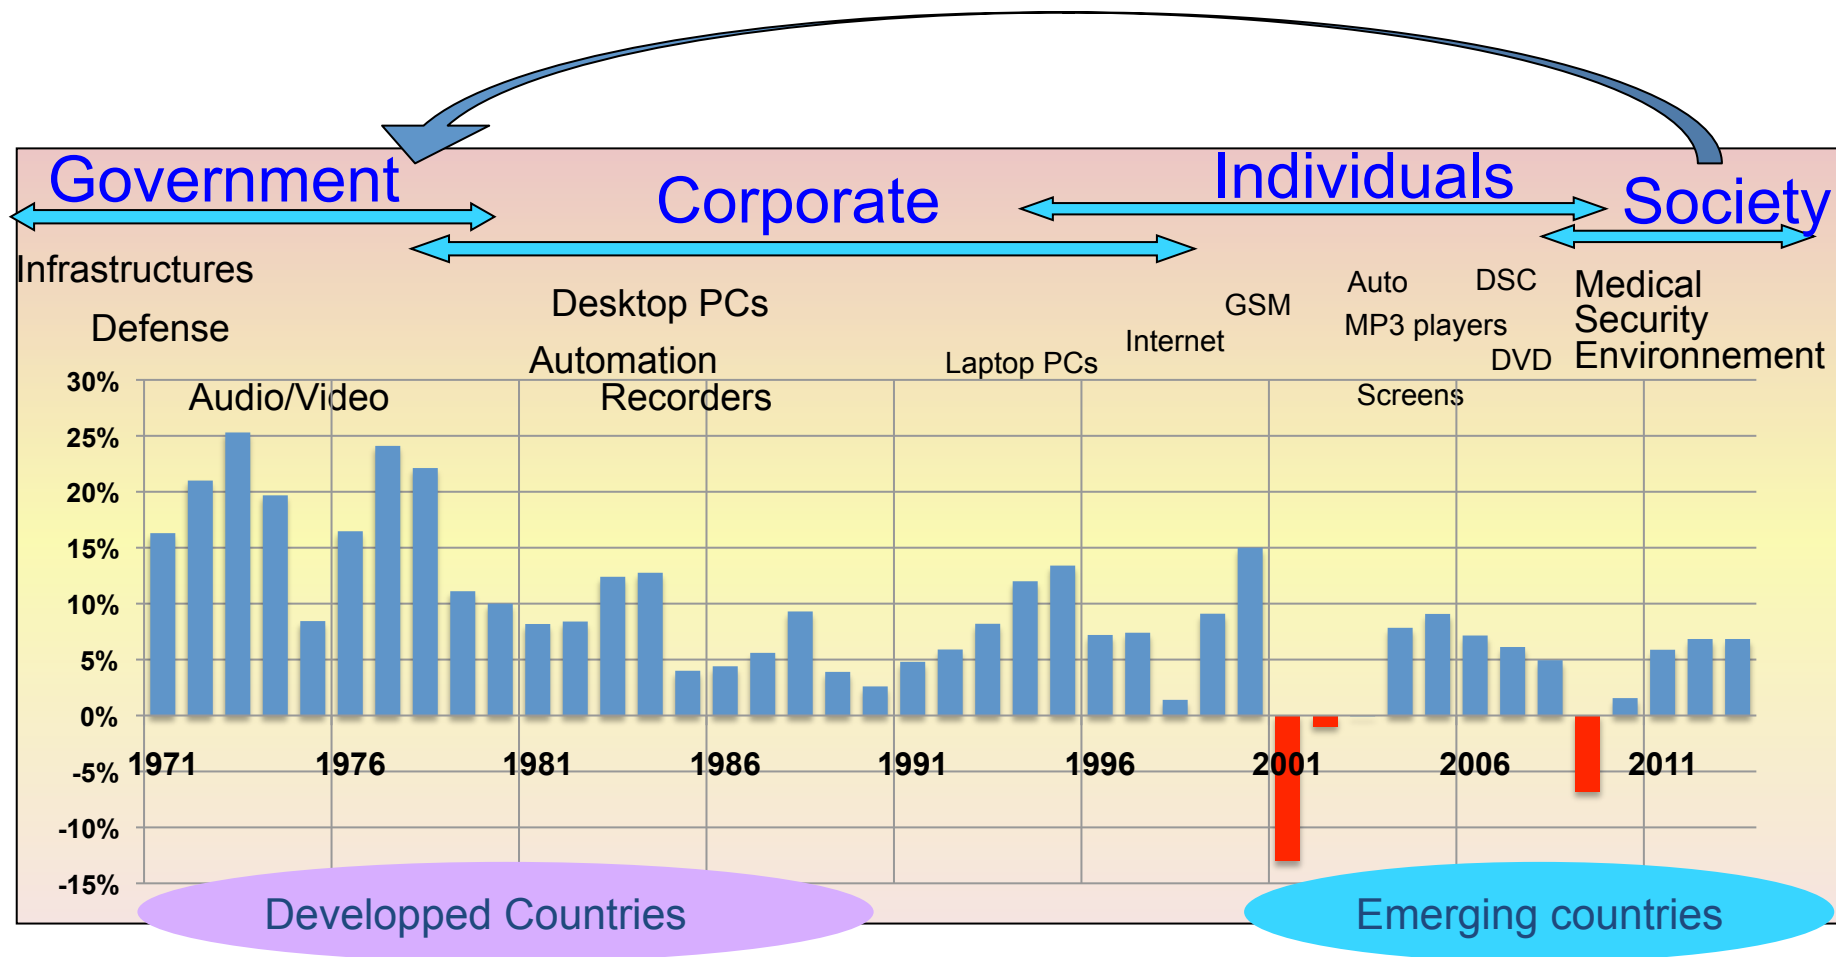 Government
Corporate
Individuals
Society
Infrastructures
Defense
Audio/Video
Desktop PCs
Automation
Recorders
Laptop PCs
Internet
GSM
Auto
MP3 players
Screens
DSC
DVD
Medical
Security
Environnement
30%
25%
20%
15%
10%
5%
0%
-5%
-10%
-15%
1971
1976
1981
1986
1991
1996
2001
2006
2011
Developped Countries
Emerging countries